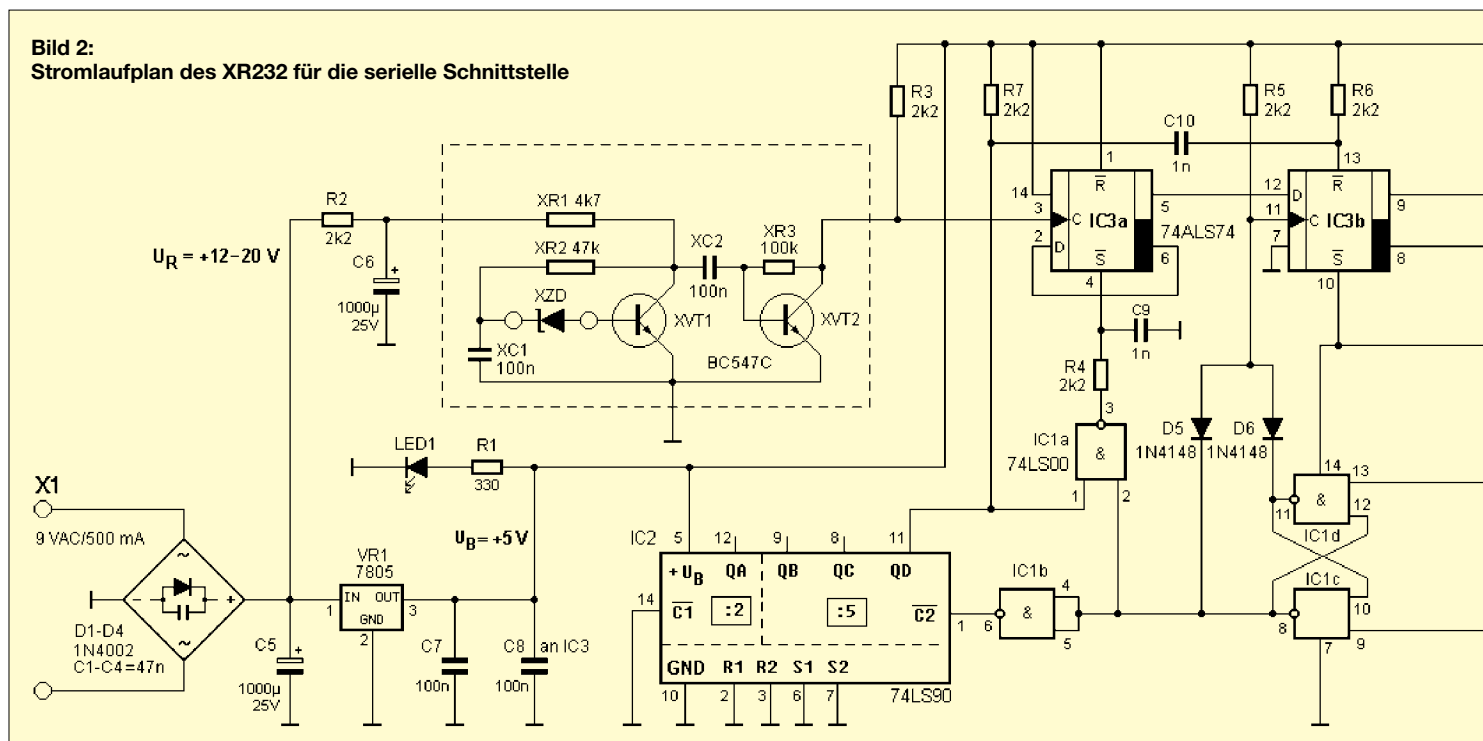 Bild 2:
Stromlaufplan des XR232 für die serielle Schnittstelle
R3
2k2
R7
2k2
R5
2k2
R6
2k2
C10
1n
R2
2k2
UR = +12–20 V
C6
+
1000µ
25V
XR1 4k7
XR2 47k
XC2
100n
XR3
100k
XZD
XVT1
XVT2
XC1
100n
BC547C
14
1
R
3
C
IC3a
5
2
D
S
6
4
74ALS74
13
12
D
R
9
11
C
IC3b
7
8
S
10
C9
1n
R4
2k2
3
IC1a
74LS00
&
1
2
D5
1N4148
D6
1N4148
14
13
&
11
12
IC1d
LED1
R1
330
X1
9 VAC/500 mA
UB = +5 V
~
–
+
~
D1-D4
1N4002
C1-C4=47n
VR1
7805
IN OUT
GND
1
3
2
C5
+
1000µ
25V
C7
100n
C8
100n
an IC3
IC2
5
12
9
8
11
+ UB
QA
QB
QC
QD
14
C1
:2
:5
C2
1
GND
R1
R2
S1
S2
10
2
3
6
7
74LS90
IC1b
6
&
4
5
IC1c
10
8
&
9
7